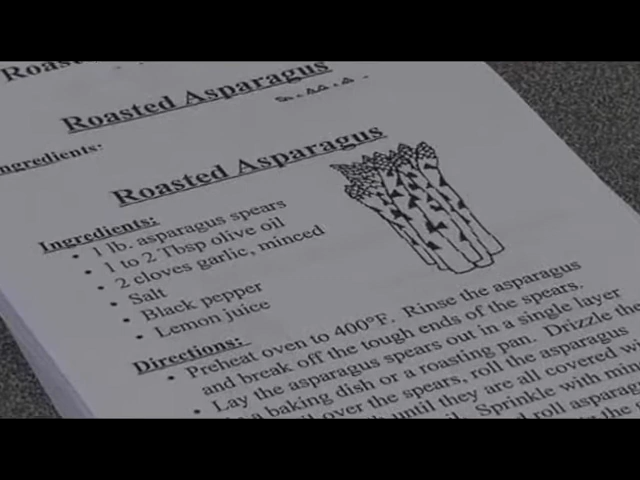 Roast
Roasted Asparagus
Ingredients:
Roasted Asparagus
Ingredients:
• 1 lb. asparagus spears
• 1 to 2 Tbsp olive oil
• 2 cloves garlic, minced
• Salt
• Black pepper
• Lemon juice
Directions:
• Preheat oven to 400°F. Rinse the asparagus
and break off the tough ends of the spears.
• Lay the asparagus spears out in a single layer
a baking dish or a roasting pan. Drizzle the
over the spears, roll the asparagus
until they are all covered
Sprinkle with
roll